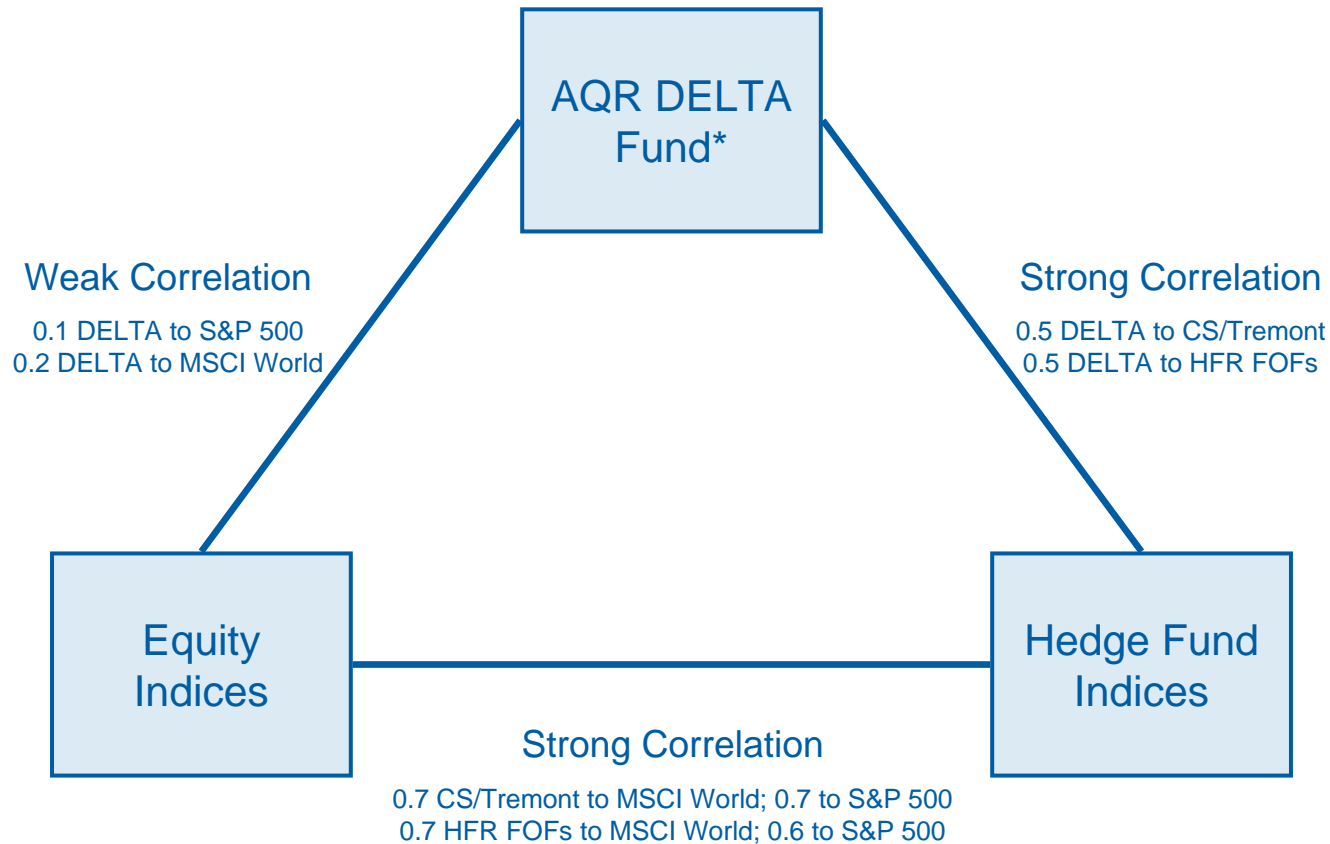 AQR DELTA
Fund*
Weak Correlation
0.1 DELTA to S&P 500
0.2 DELTA to MSCI World
Strong Correlation
0.5 DELTA to CS/Tremont
0.5 DELTA to HFR FOFs
Equity
Indices
Hedge Fund
Indices
Strong Correlation
0.7 CS/Tremont to MSCI World; 0.7 to S&P 500
0.7 HFR FOFs to MSCI World; 0.6 to S&P 500